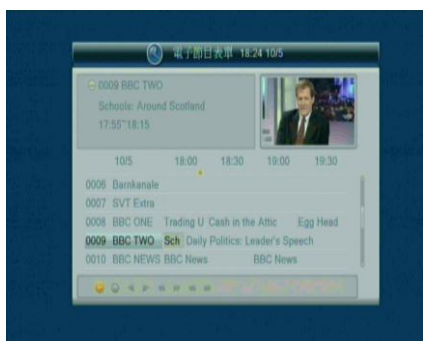 電子節目表單 18:24 10/5
0009 BBC TWO
Schoole: Around Scotland
17:55~18:15
10/5 18:00 18:30 19:00 19:30
0006 Barnkanale
0007 SVT Extra
0008 BBC ONE Trading U Cash in the Attic Egg Head
0009 BBC TWO Sch Daily Politics: Leader's Speech
0010 BBC NEWS BBC News BBC News